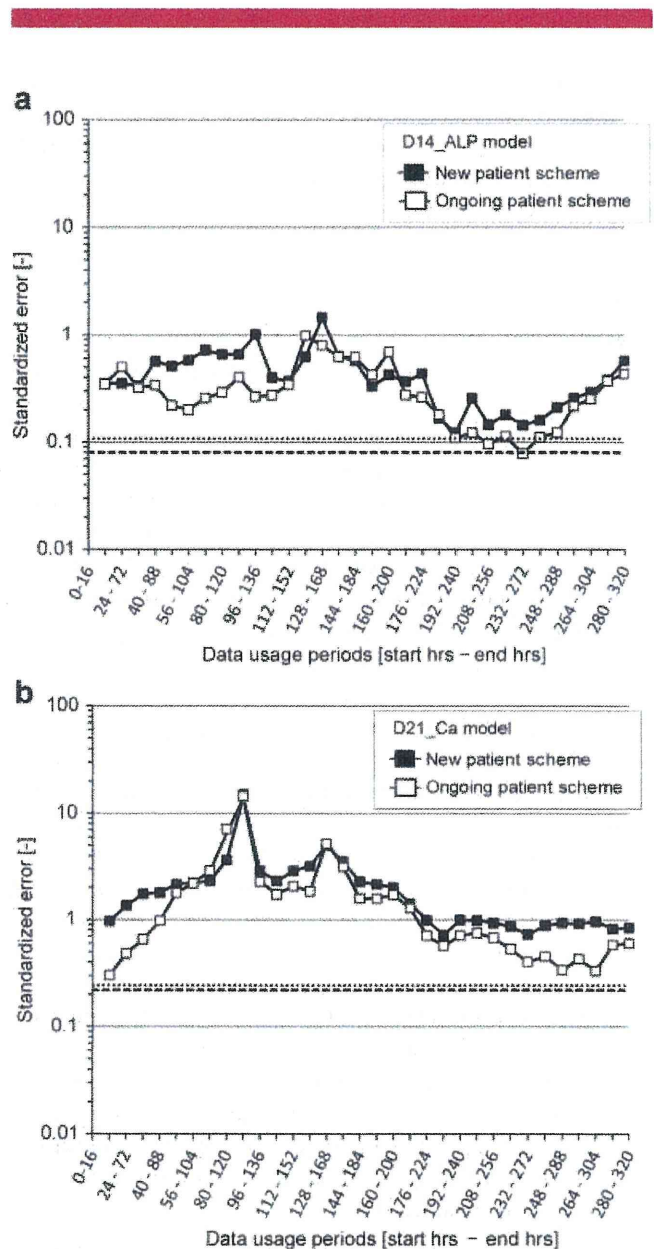 a
100
10
1
0.1
0.01
Standardized error [-]
D14_ALP model
New patient scheme
Ongoing patient scheme
0-16
24 - 72
40 - 88
56 - 104
80 - 120
96 - 136
112 - 152
128 - 168
144 - 184
160 - 200
176 - 224
192 - 240
208 - 256
232 - 272
248 - 288
264 - 304
280 - 320
Data usage periods [start hrs – end hrs]
b
100
10
1
0.1
0.01
Standardized error [-]
D21_Ca model
New patient scheme
Ongoing patient scheme
0-16
24 - 72
40 - 88
56 - 104
80 - 120
96 - 136
112 - 152
128 - 168
144 - 184
160 - 200
176 - 224
192 - 240
208 - 256
232 - 272
248 - 288
264 - 304
280 - 320
Data usage periods [start hrs – end hrs]